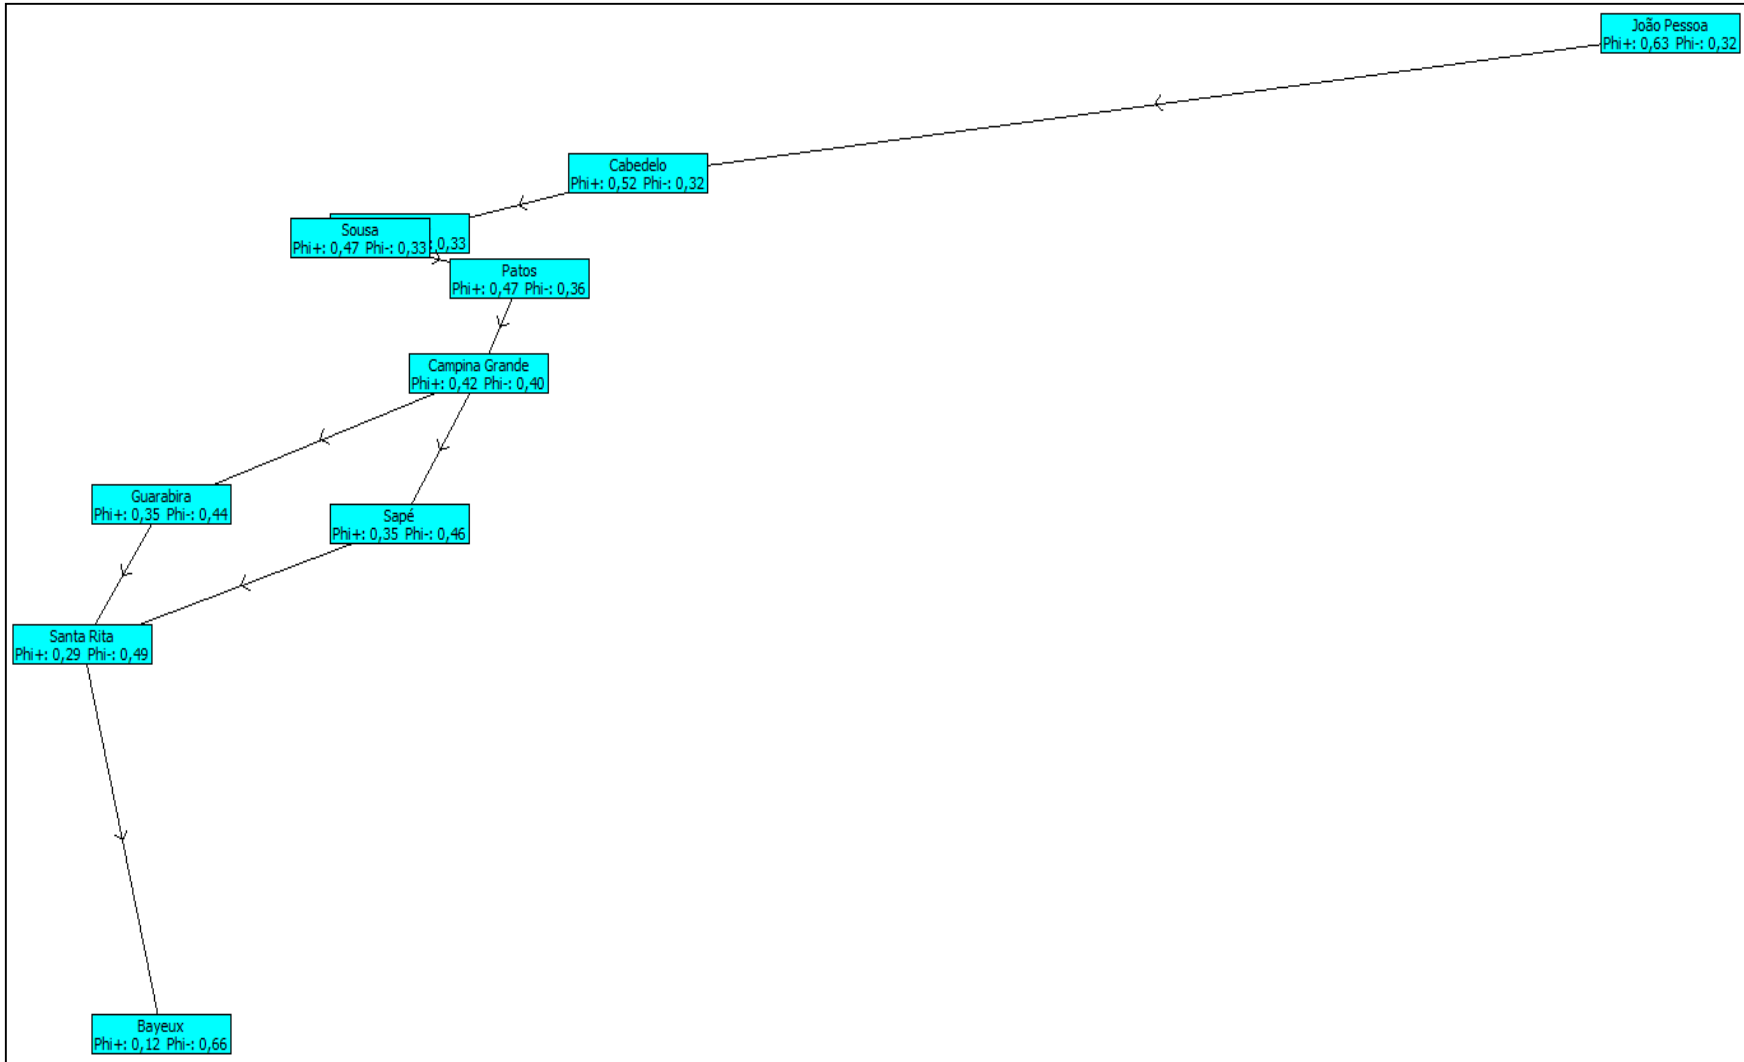 João Pessoa
Phi+: 0,63 Phi-: 0,32
Cabedelo
Phi+: 0,52 Phi-: 0,32
: 0,33
Sousa
Phi+: 0,47 Phi-: 0,33
Patos
Phi+: 0,47 Phi-: 0,36
Campina Grande
Phi+: 0,42 Phi-: 0,40
Guarabira
Phi+: 0,35 Phi-: 0,44
Sapé
Phi+: 0,35 Phi-: 0,46
Santa Rita
Phi+: 0,29 Phi-: 0,49
Bayeux
Phi+: 0,12 Phi-: 0,66